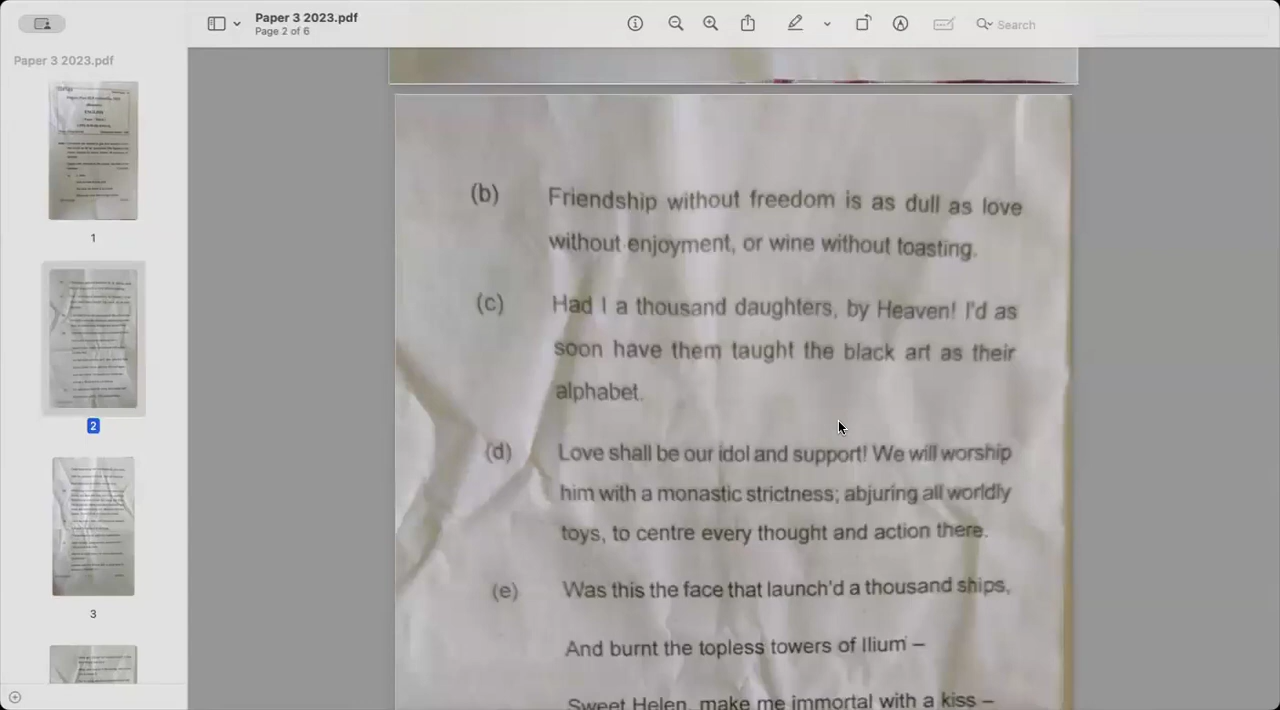 Paper 3 2023.pdf
Page 2 of 6
Search
Paper 3 2023.pdf
1
2
3
(b) Friendship without freedom is as dull as love
without enjoyment, or wine without toasting.
(c) Had I a thousand daughters, by Heaven! I'd as
soon have them taught the black art as their
alphabet.
(d) Love shall be our idol and support! We will worship
him with a monastic strictness; abjuring all worldly
toys, to centre every thought and action there.
(e) Was this the face that launch'd a thousand ships,
And burnt the topless towers of Ilium –
Sweet Helen, make me immortal with a kiss –